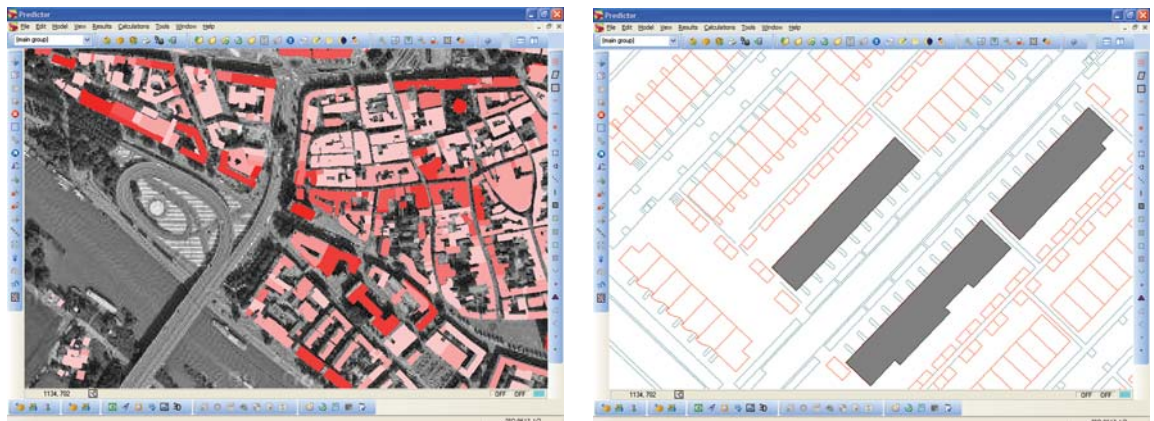 Predictor
File Edit Model View Results Calculations Tools Window Help
[main group]
1134, 702
OFF OFF
Predictor
File Edit Model View Results Calculations Tools Window Help
[main group]
1134, 702
OFF OFF